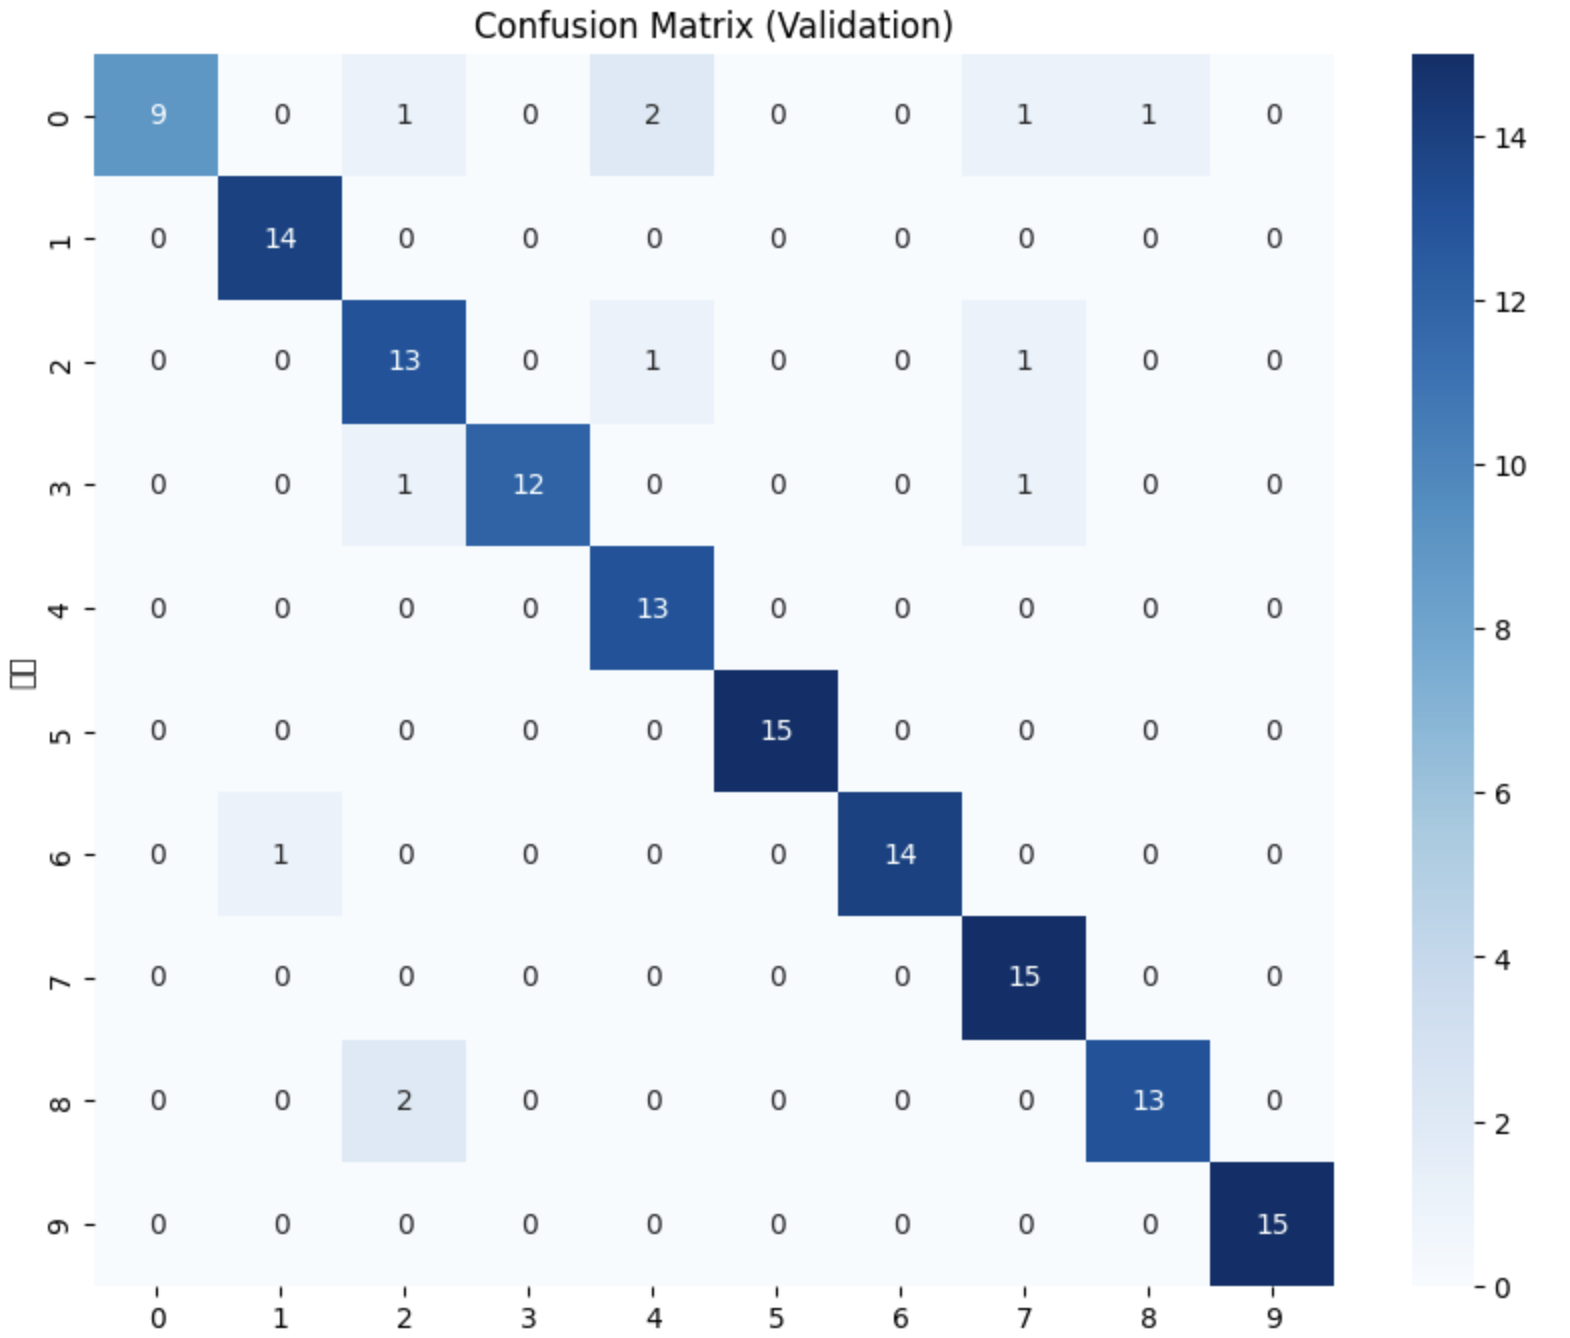 Confusion Matrix (Validation)
0 9 0 1 0 2 0 0 1 1 0
1 0 14 0 0 0 0 0 0 0 0
2 0 0 13 0 1 0 0 1 0 0
3 0 0 1 12 0 0 0 1 0 0
4 0 0 0 0 13 0 0 0 0 0
5 0 0 0 0 0 15 0 0 0 0
6 0 1 0 0 0 0 14 0 0 0
7 0 0 0 0 0 0 0 15 0 0
8 0 0 2 0 0 0 0 0 13 0
9 0 0 0 0 0 0 0 0 0 15
0 1 2 3 4 5 6 7 8 9
14
12
10
8
6
4
2
0